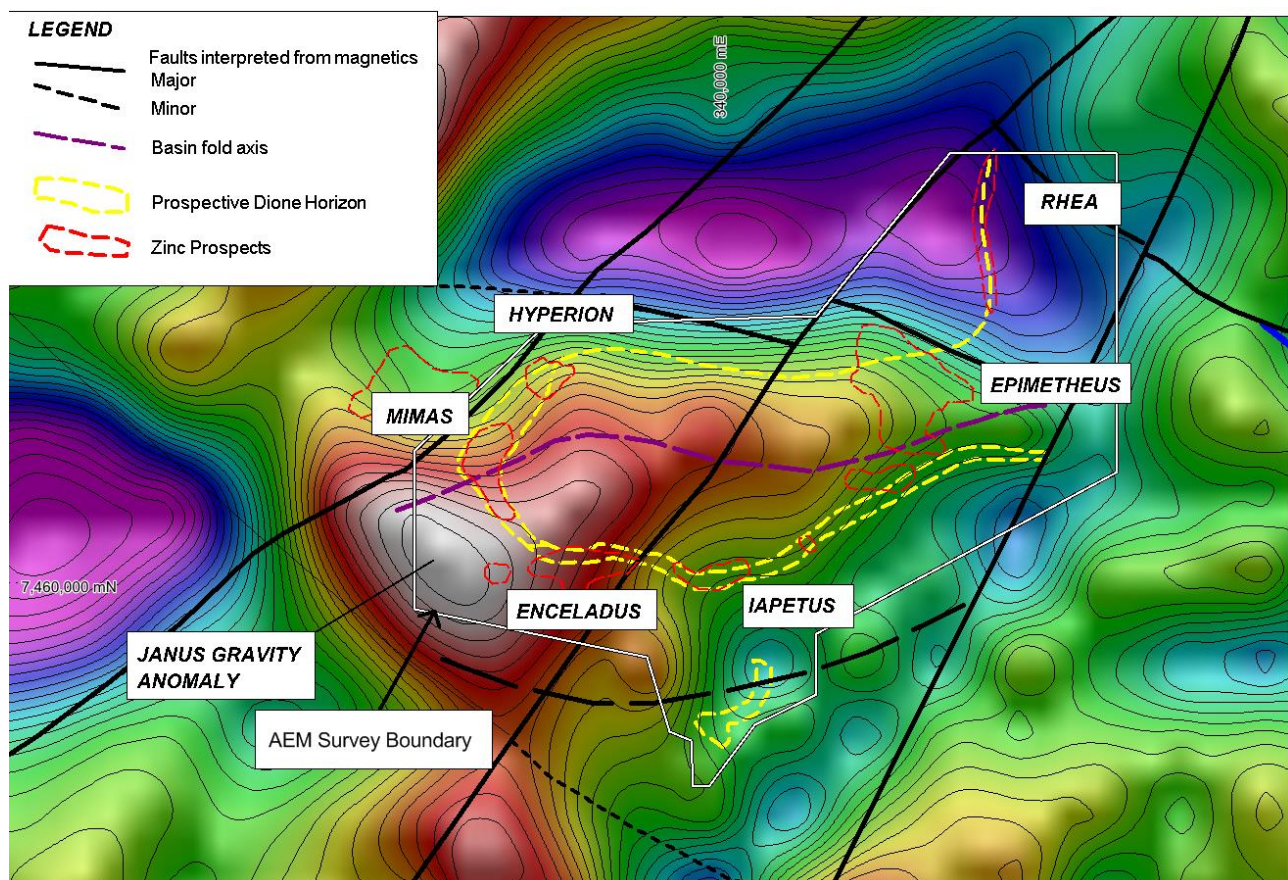 LEGEND
Faults interpreted from magnetics
Major
Minor
Basin fold axis
Prospective Dione Horizon
Zinc Prospects
340,000 mE
RHEA
HYPERION
EPIMETHEUS
MIMAS
7,460,000 mN
ENCELADUS
IAPETUS
JANUS GRAVITY
ANOMALY
AEM Survey Boundary